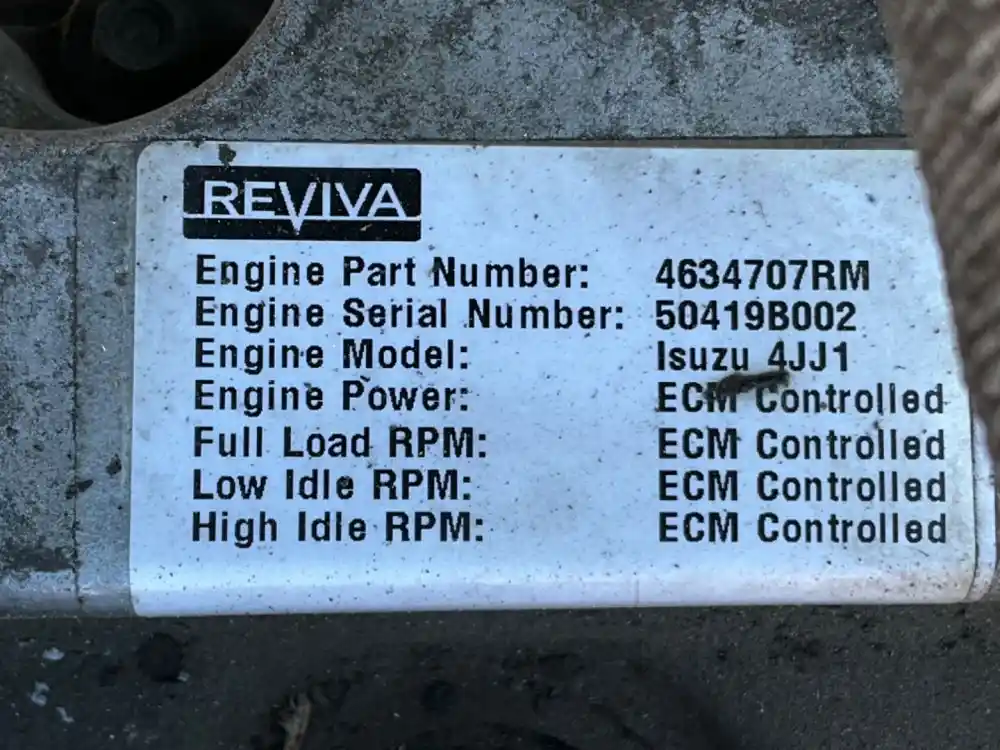 REVIVA
Engine Part Number: 4634707RM
Engine Serial Number: 50419B002
Engine Model: Isuzu 4JJ1
Engine Power: ECM Controlled
Full Load RPM: ECM Controlled
Low Idle RPM: ECM Controlled
High Idle RPM: ECM Controlled